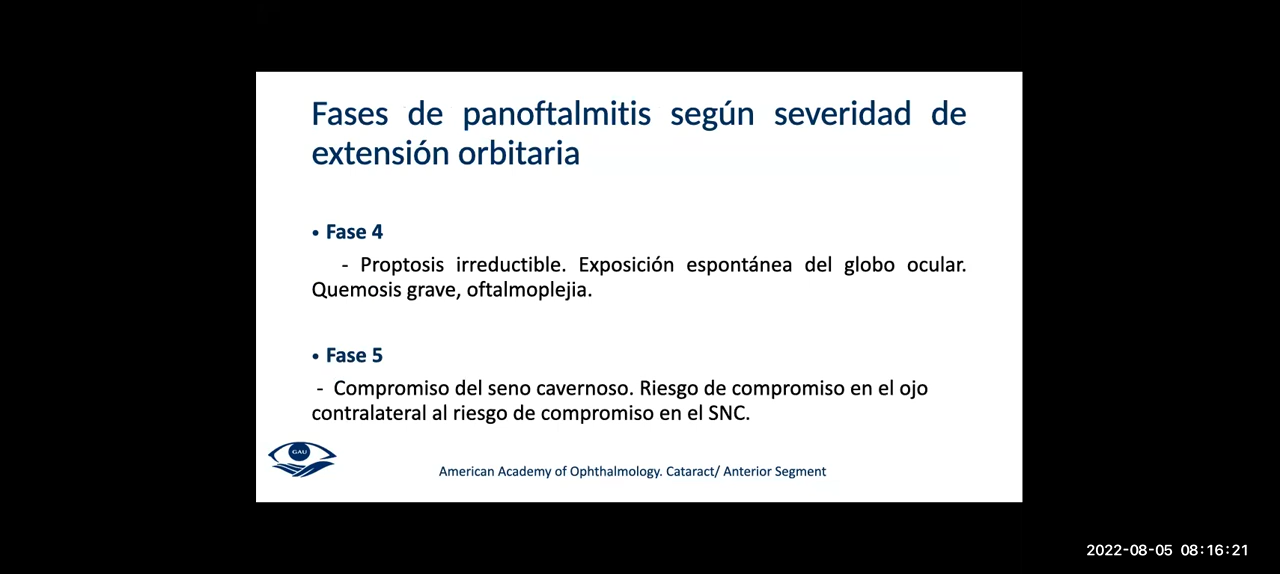 Fases de panoftalmitis según severidad de
extensión orbitaria
• Fase 4
- Proptosis irreductible. Exposición espontánea del globo ocular.
Quemosis grave, oftalmoplejia.
• Fase 5
- Compromiso del seno cavernoso. Riesgo de compromiso en el ojo
contralateral al riesgo de compromiso en el SNC.
GAU
American Academy of Ophthalmology. Cataract/ Anterior Segment
2022-08-05 08:16:21